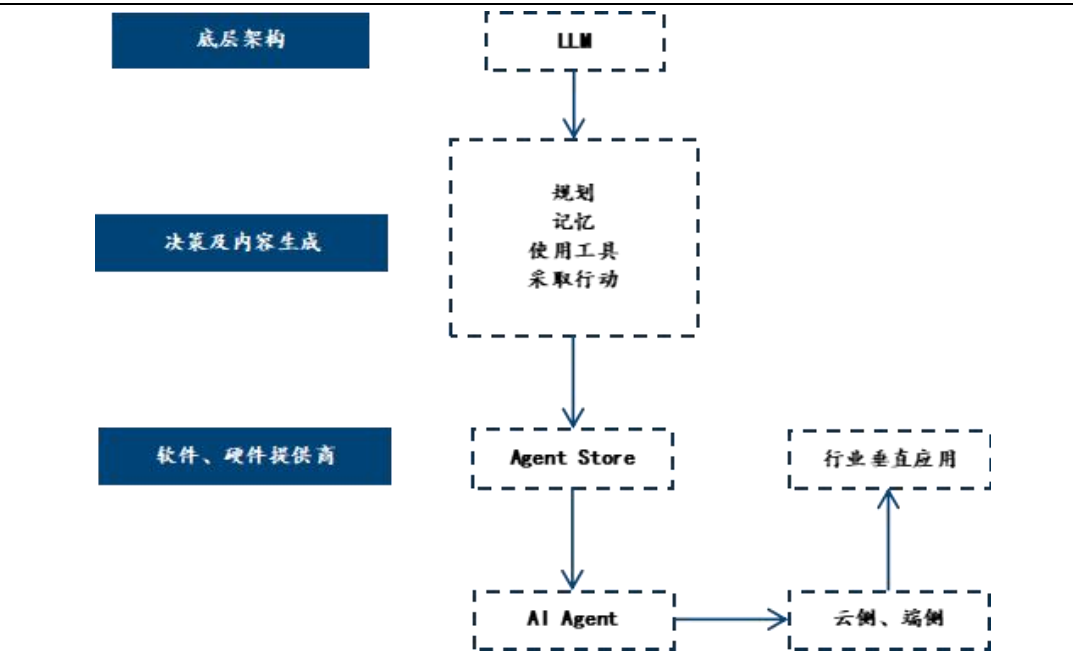 底层架构
LLM
规划
记忆
决策及内容生成
使用工具
采取行动
软件、硬件提供商
Agent Store
行业垂直应用
AI Agent
云侧、端侧